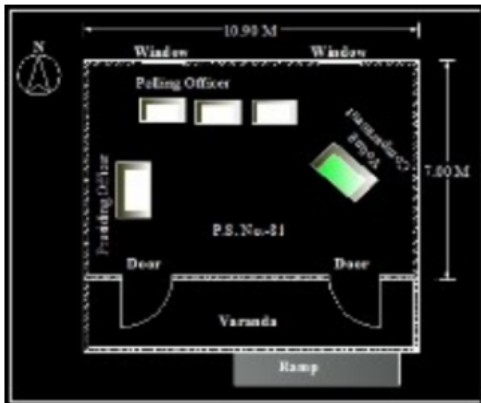 10.90 M
N
Window
Window
Polling Officer
Voting
Compartment
7.00 M
Presiding Officer
P.S. No.-81
Door
Door
Varanda
Ramp